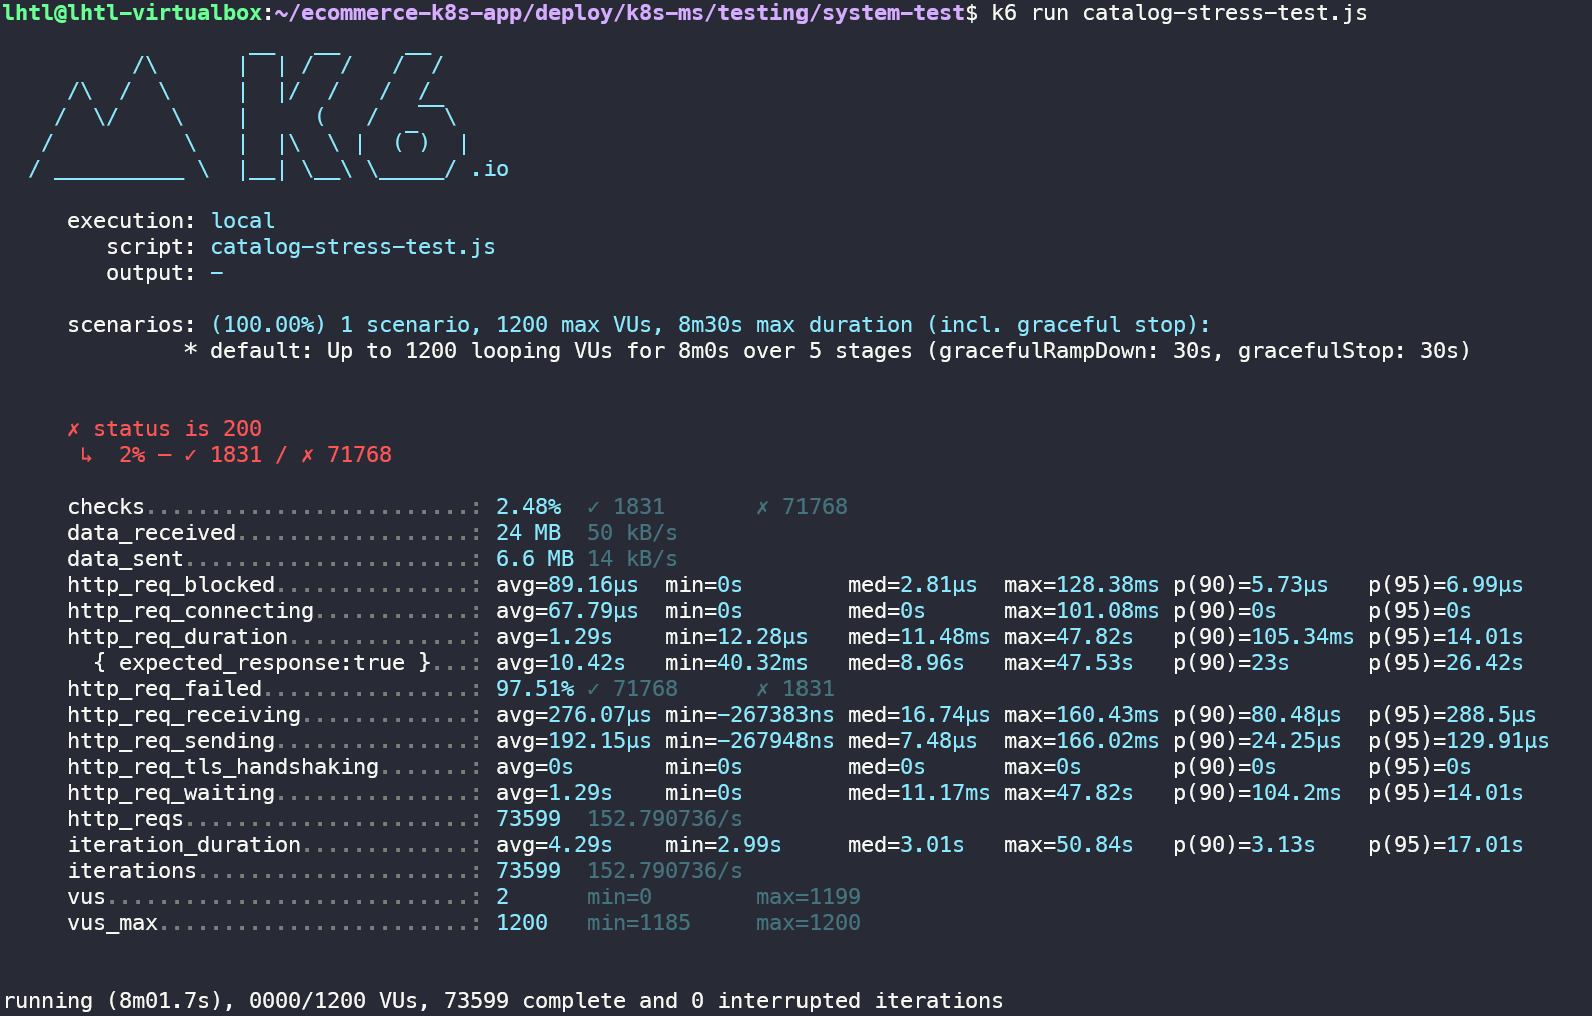 lhtl@lhtl-virtualbox:~/ecommerce-k8s-app/deploy/k8s-ms/testing/system-test$ k6 run catalog-stress-test.js
.io
execution: local
script: catalog-stress-test.js
output: -
scenarios: (100.00%) 1 scenario, 1200 max VUs, 8m30s max duration (incl. graceful stop):
* default: Up to 1200 looping VUs for 8m0s over 5 stages (gracefulRampDown: 30s, gracefulStop: 30s)
✗ status is 200
↳  2% — ✓ 1831 / ✗ 71768
checks.........................: 2.48%  ✓ 1831       ✗ 71768
data_received..................: 24 MB  50 kB/s
data_sent......................: 6.6 MB 14 kB/s
http_req_blocked...............: avg=89.16µs  min=0s        med=2.81µs  max=128.38ms p(90)=5.73µs   p(95)=6.99µs
http_req_connecting............: avg=67.79µs  min=0s        med=0s      max=101.08ms p(90)=0s       p(95)=0s
http_req_duration..............: avg=1.29s    min=12.28µs   med=11.48ms max=47.82s   p(90)=105.34ms p(95)=14.01s
{ expected_response:true }...: avg=10.42s   min=40.32ms   med=8.96s   max=47.53s   p(90)=23s      p(95)=26.42s
http_req_failed................: 97.51% ✓ 71768      ✗ 1831
http_req_receiving.............: avg=276.07µs min=-267383ns med=16.74µs max=160.43ms p(90)=80.48µs  p(95)=288.5µs
http_req_sending...............: avg=192.15µs min=-267948ns med=7.48µs  max=166.02ms p(90)=24.25µs  p(95)=129.91µs
http_req_tls_handshaking.......: avg=0s       min=0s        med=0s      max=0s       p(90)=0s       p(95)=0s
http_req_waiting...............: avg=1.29s    min=0s        med=11.17ms max=47.82s   p(90)=104.2ms  p(95)=14.01s
http_reqs......................: 73599  152.790736/s
iteration_duration.............: avg=4.29s    min=2.99s     med=3.01s   max=50.84s   p(90)=3.13s    p(95)=17.01s
iterations.....................: 73599  152.790736/s
vus............................: 2      min=0        max=1199
vus_max........................: 1200   min=1185     max=1200
running (8m01.7s), 0000/1200 VUs, 73599 complete and 0 interrupted iterations